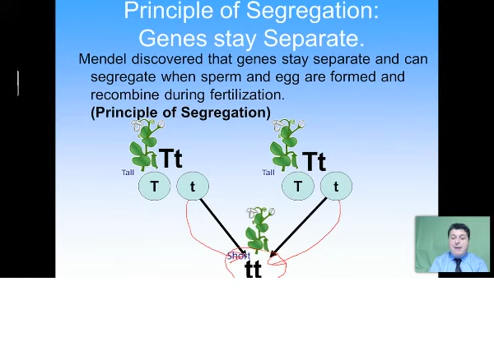 Principle of Segregation:
Genes stay Separate.
Mendel discovered that genes stay separate and can
segregate when sperm and egg are formed and
recombine during fertilization.
(Principle of Segregation)
Tt
Tall
T
t
Tt
Tall
T
t
Short
tt